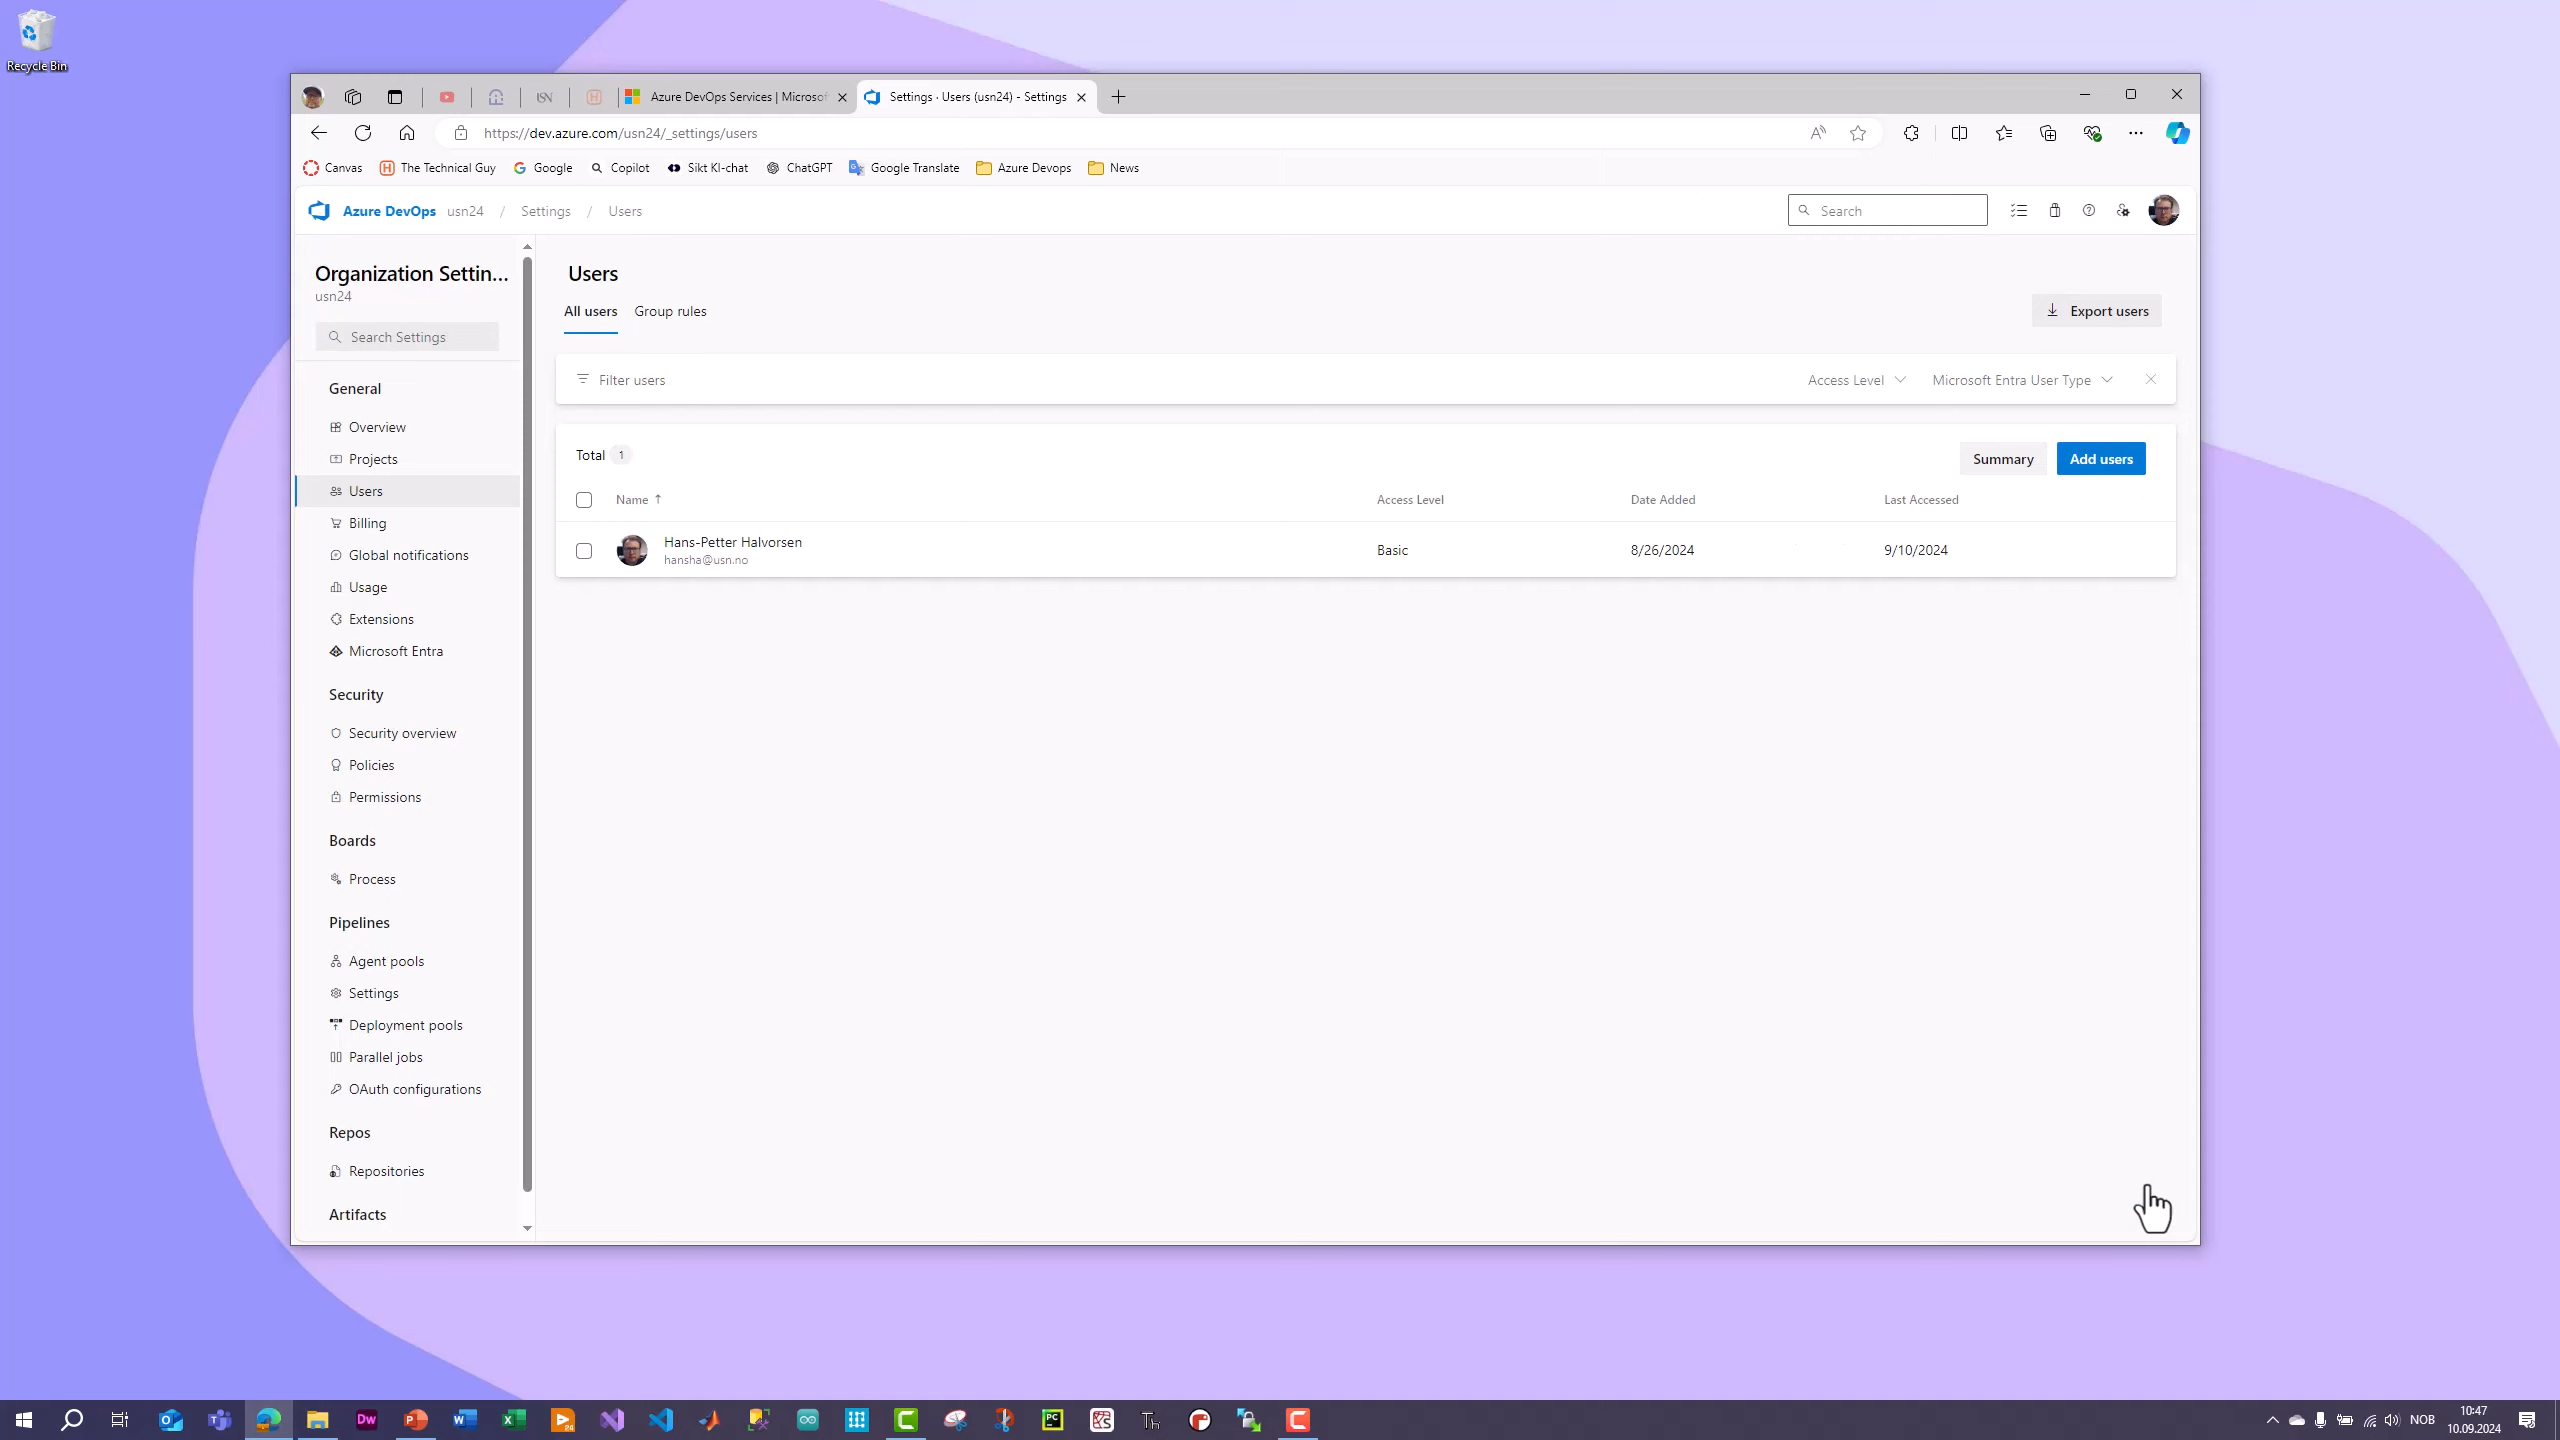 Recycle Bin
Azure DevOps Services | Microsof
Settings · Users (usn24) - Settings
https://dev.azure.com/usn24/_settings/users
Canvas
The Technical Guy
Google
Copilot
Sikt KI-chat
ChatGPT
Google Translate
Azure Devops
News
Azure DevOps usn24 / Settings / Users
Search
Organization Settin...
usn24
Search Settings
General
Overview
Projects
Users
Billing
Global notifications
Usage
Extensions
Microsoft Entra
Security
Security overview
Policies
Permissions
Boards
Process
Pipelines
Agent pools
Settings
Deployment pools
Parallel jobs
OAuth configurations
Repos
Repositories
Artifacts
Users
All users Group rules
Export users
Filter users
Access Level
Microsoft Entra User Type
Total 1
Summary
Add users
Name ↑ Access Level Date Added Last Accessed
Hans-Petter Halvorsen
hansha@usn.no
Basic 8/26/2024 9/10/2024
NOB
10:47
10.09.2024